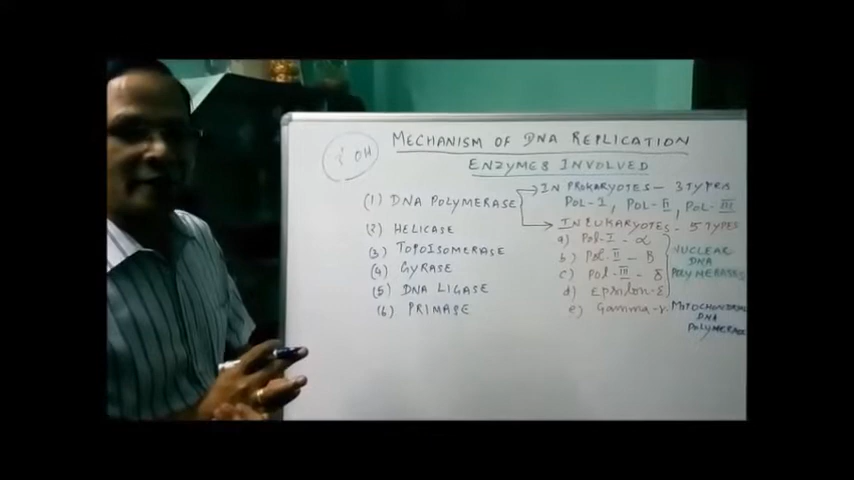 MECHANISM OF DNA REPLICATION
ENZYMES INVOLVED
OH
(1) DNA POLYMERASE
IN PROKARYOTES - 3 TYPES
POL-I, POL-II, POL-III
IN EUKARYOTES - 5 TYPES
a) Pol-I - α
b) Pol-II - β
c) Pol-III - δ
d) Epsilon-ε
NUCLEAR
DNA
POLYMERASES
e) Gamma-γ
MITOCHONDRIAL
DNA
POLYMERASE
(2) HELICASE
(3) TOPOISOMERASE
(4) GYRASE
(5) DNA LIGASE
(6) PRIMASE